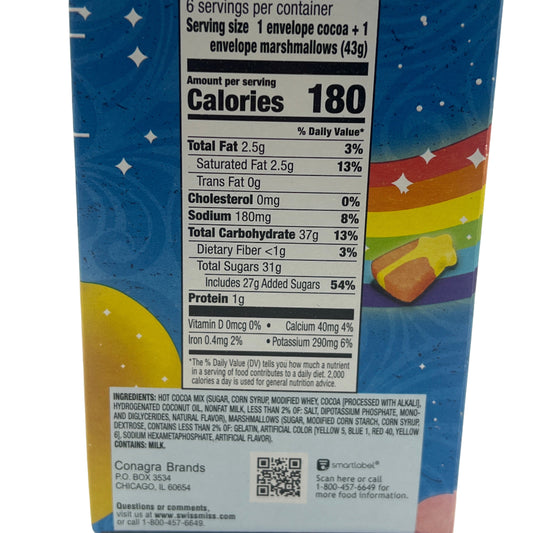 6 servings per container
Serving size 1 envelope cocoa + 1
envelope marshmallows (43g)
Amount per serving
Calories 180
% Daily Value*
Total Fat 2.5g 3%
Saturated Fat 2.5g 13%
Trans Fat 0g
Cholesterol 0mg 0%
Sodium 180mg 8%
Total Carbohydrate 37g 13%
Dietary Fiber <1g 3%
Total Sugars 31g
Includes 27g Added Sugars 54%
Protein 1g
Vitamin D 0mcg 0% • Calcium 40mg 4%
Iron 0.4mg 2% • Potassium 290mg 6%
*The % Daily Value (DV) tells you how much a nutrient
in a serving of food contributes to a daily diet. 2,000
calories a day is used for general nutrition advice.
INGREDIENTS: HOT COCOA MIX (SUGAR, CORN SYRUP, MODIFIED WHEY, COCOA [PROCESSED WITH ALKALI],
HYDROGENATED COCONUT OIL, NONFAT MILK, LESS THAN 2% OF: SALT, DIPOTASSIUM PHOSPHATE, MONO-
AND DIGLYCERIDES, NATURAL FLAVOR). MARSHMALLOWS (SUGAR, MODIFIED CORN STARCH, CORN SYRUP,
DEXTROSE, CONTAINS LESS THAN 2% OF: GELATIN, ARTIFICIAL COLOR [YELLOW 5, BLUE 1, RED 40, YELLOW
6], SODIUM HEXAMETAPHOSPHATE, ARTIFICIAL FLAVOR).
CONTAINS: MILK.
Conagra Brands
P.O. BOX 3534
CHICAGO, IL 60654
smartlabel®
Scan here or call
1-800-457-6649 for
more food information.
Questions or comments,
visit us at www.swissmiss.com
or call 1-800-457-6649.